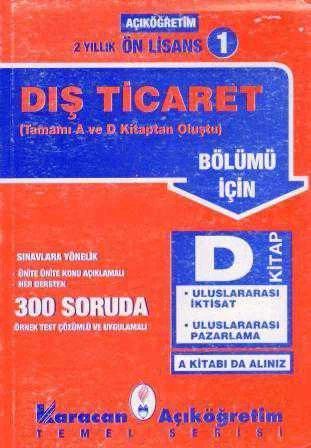 AÇIKÖĞRETİM
2 YILLIK ÖN LİSANS 1
DIŞ TİCARET
(Tamamı A ve D Kitaptan Oluştu)
BÖLÜMÜ
İÇİN
SINAVLARA YÖNELİK
• ÜNİTE ÜNİTE KONU AÇIKLAMALI
• HER DERSTEN
300 SORUDA
ÖRNEK TEST ÇÖZÜMLÜ VE UYGULAMALI
D
KİTAP
• ULUSLARARASI
İKTİSAT
• ULUSLARARASI
PAZARLAMA
A KİTABI DA ALINIZ
Karacan Açıköğretim
TEMEL SERİSİ